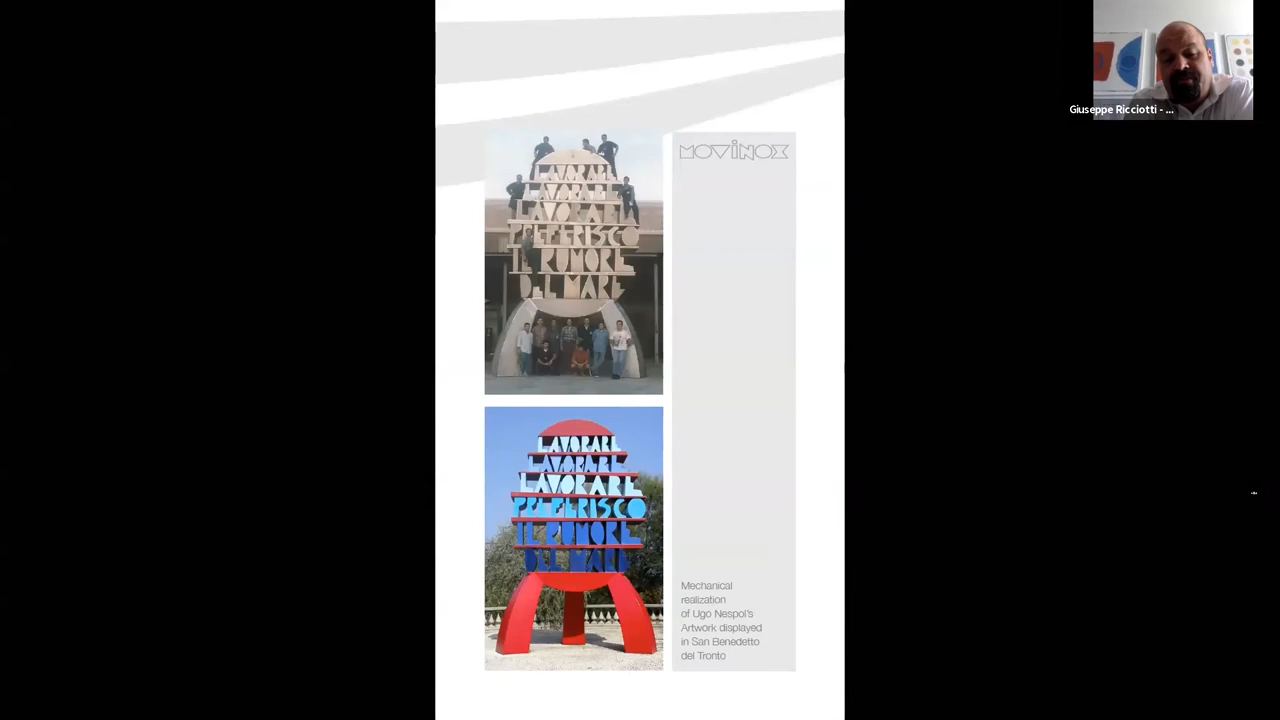 Giuseppe Ricciotti - ...
MOVINOX
LAVORARE
LAVORARE
LAVORARE
PREFERISCO
IL RUMORE
DEL MARE
LAVORARE
LAVORARE
LAVORARE
PREFERISCO
IL RUMORE
DEL MARE
Mechanical
realization
of Ugo Nespol's
Artwork displayed
in San Benedetto
del Tronto